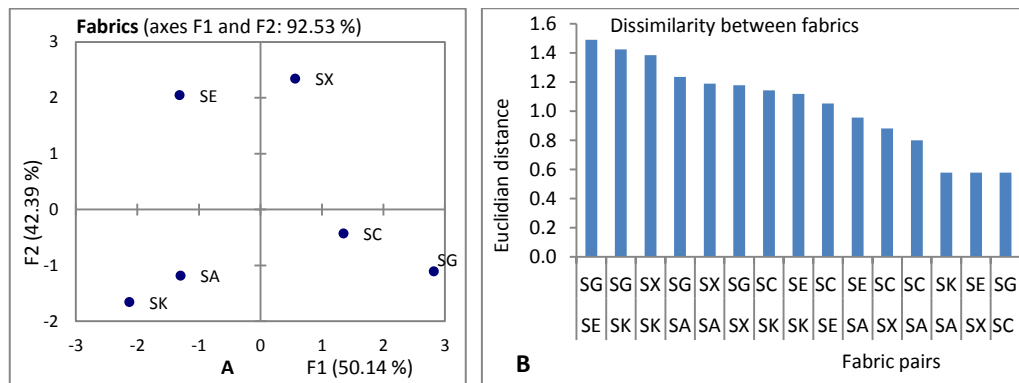 Fabrics (axes F1 and F2: 92.53 %)
3
2
1
0
-1
-2
F2 (42.39 %)
SX
SE
SC
SG
SA
SK
-3 -2 -1 0 1 2 3
A F1 (50.14 %)
Dissimilarity between fabrics
1.6
1.4
1.2
1.0
0.8
0.6
0.4
0.2
0.0
Euclidian distance
SG SG SX SG SX SG SC SE SC SE SC SC SK SE SG
SE SK SK SA SA SX SK SK SE SA SX SA SA SX SC
B Fabric pairs